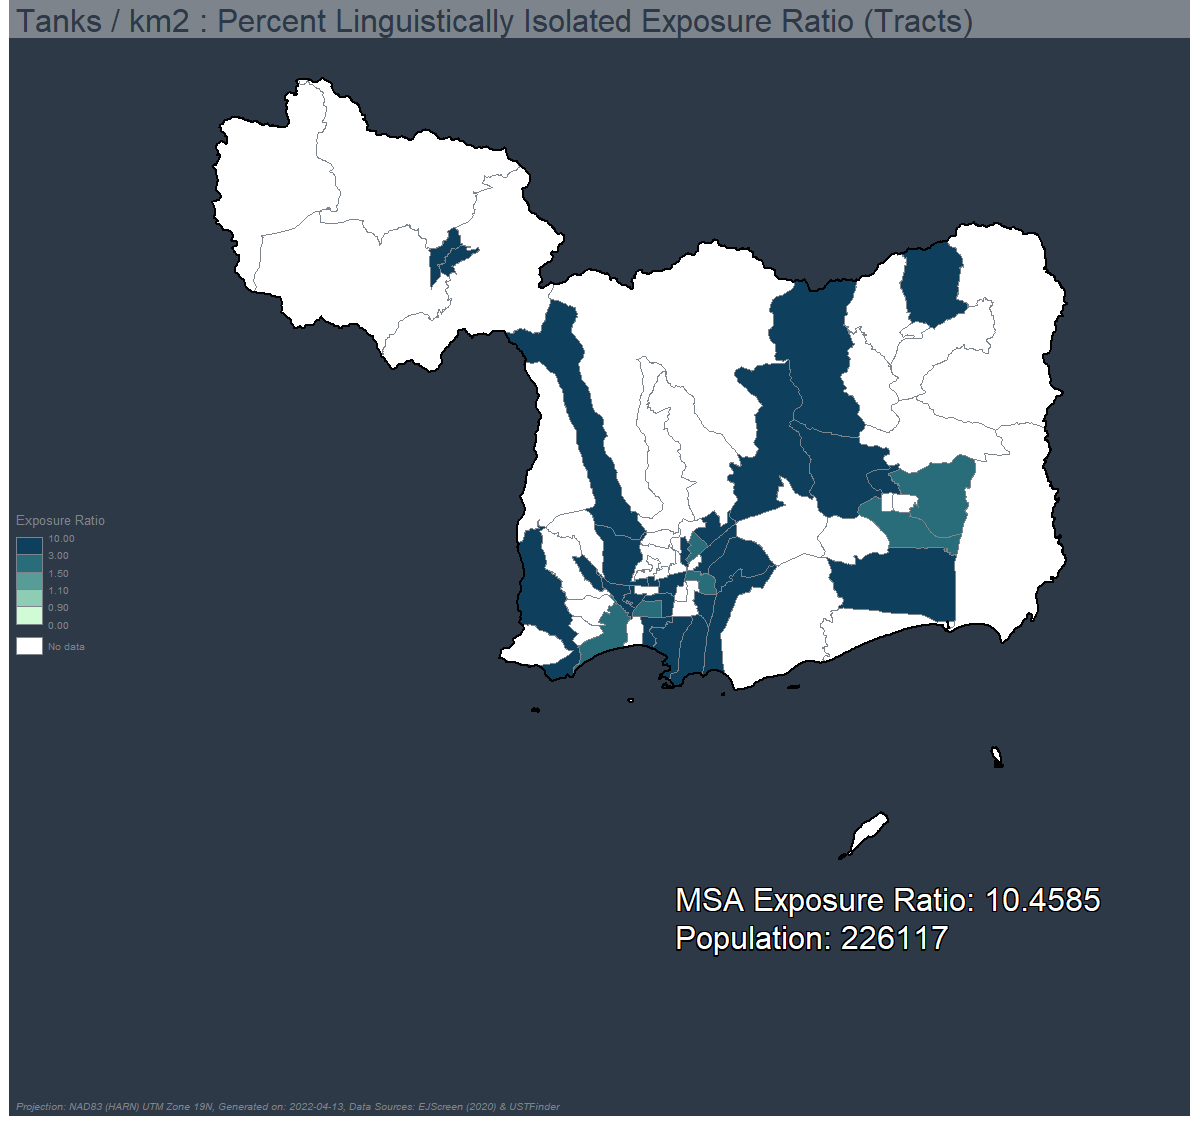 Tanks / km2 : Percent Linguistically Isolated Exposure Ratio (Tracts)
Exposure Ratio
10.00
3.00
1.50
1.10
0.90
0.00
No data
MSA Exposure Ratio: 10.4585
Population: 226117
Projection: NAD83 (HARN) UTM Zone 19N, Generated on: 2022-04-13, Data Sources: EJScreen (2020) & USTFinder